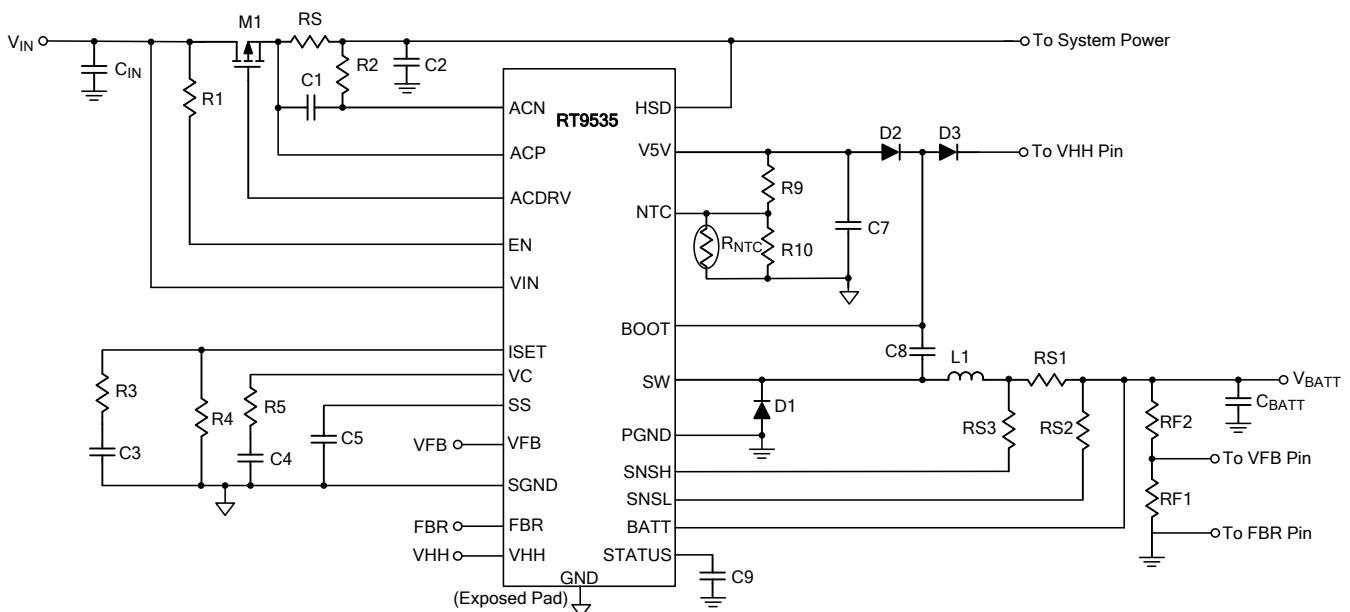 M1
RS
VIN
To System Power
CIN
R1
C1
R2
C2
RT9535
ACN
HSD
D2
D3
V5V
To VHH Pin
ACP
R9
ACDRV
NTC
RNTC
R10
C7
EN
VIN
BOOT
C8
L1
RS1
ISET
VC
SW
VBATT
R3
R4
R5
SS
D1
CBATT
C5
PGND
RS3
RS2
RF2
VFB
VFB
C3
C4
To VFB Pin
SNSH
SGND
SNSL
RF1
FBR
FBR
BATT
To FBR Pin
VHH
VHH
STATUS
C9
GND
(Exposed Pad)